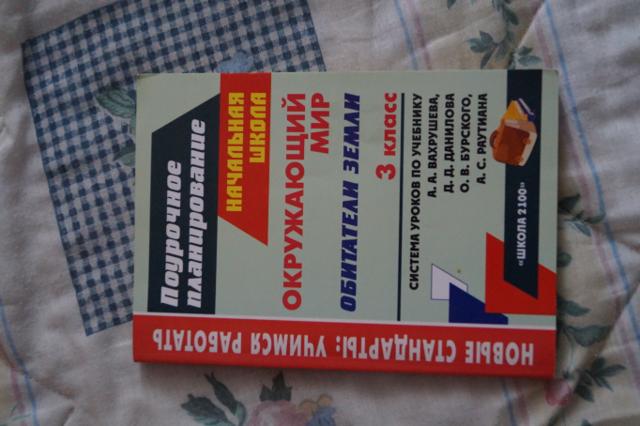 Поурочное
планирование
НАЧАЛЬНАЯ
ШКОЛА
ОКРУЖАЮЩИЙ
МИР
ОБИТАТЕЛИ ЗЕМЛИ
3 класс
СИСТЕМА УРОКОВ ПО УЧЕБНИКУ
А. А. ВАХРУШЕВА,
Д. Д. ДАНИЛОВА
О. В. БУРСКОГО,
А. С. РАУТИАНА
«ШКОЛА 2100»
НОВЫЕ СТАНДАРТЫ: УЧИМСЯ РАБОТАТЬ